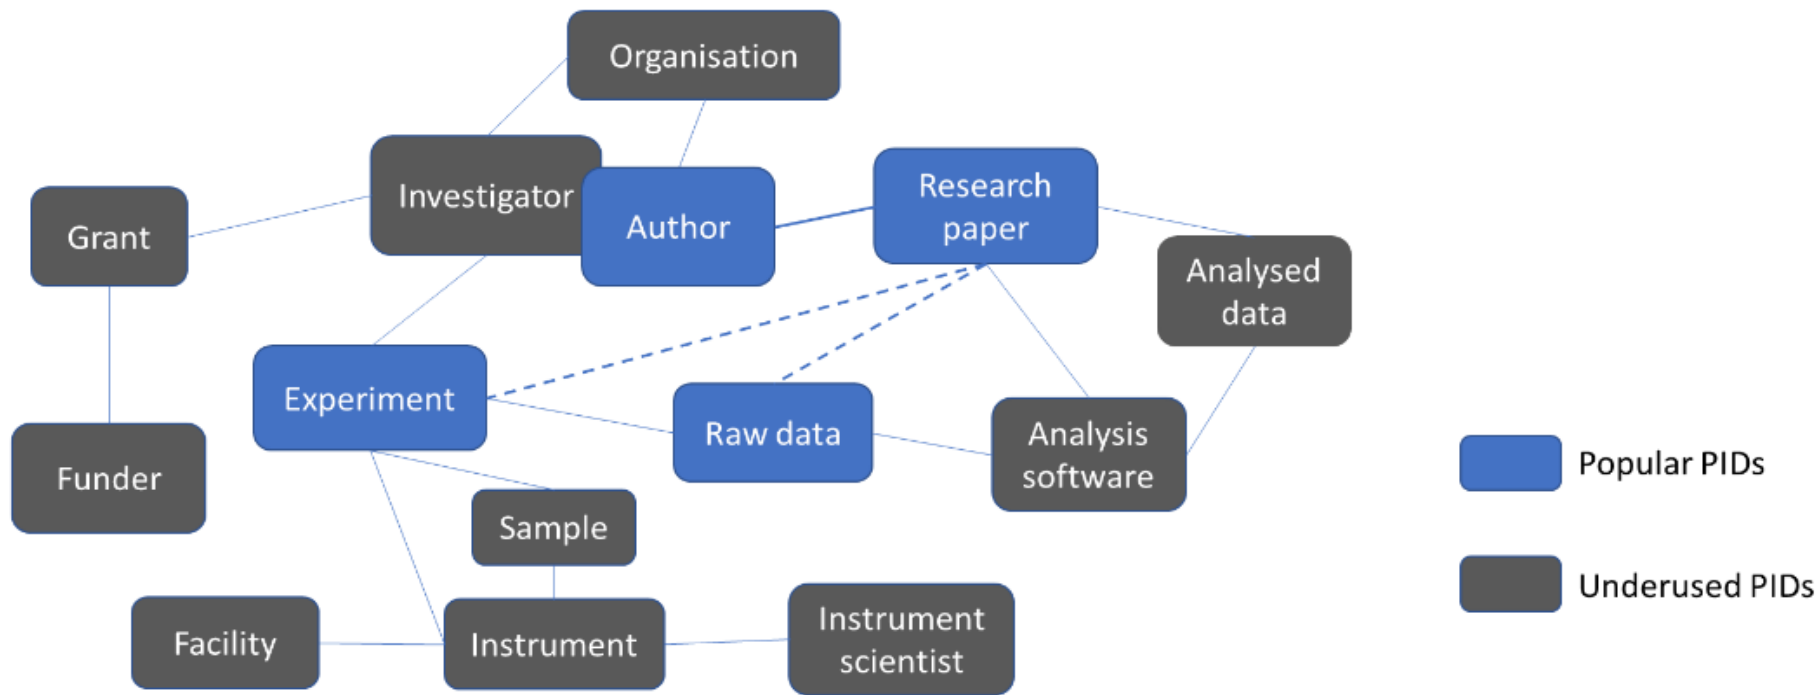 Organisation
Investigator
Author
Research
paper
Grant
Analysed
data
Experiment
Raw data
Analysis
software
Funder
Sample
Facility
Instrument
Instrument
scientist
Popular PIDs
Underused PIDs